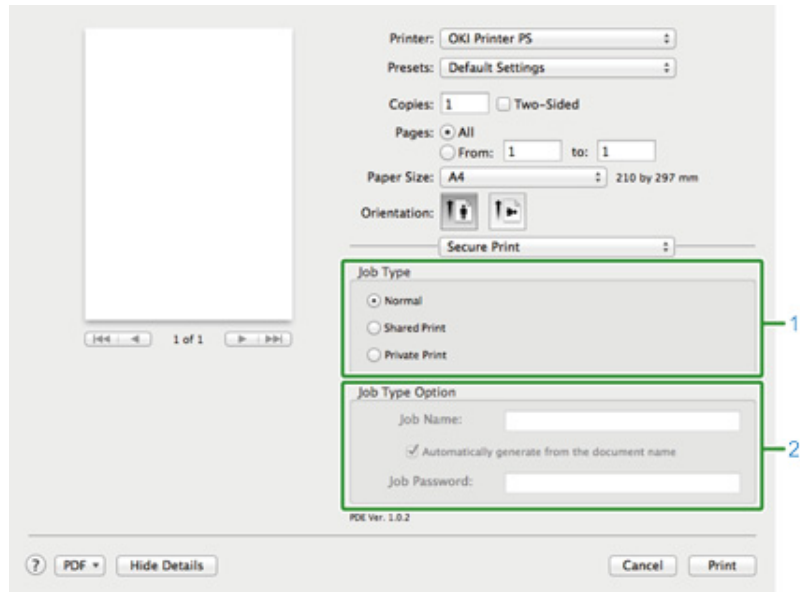 Printer: OKI Printer PS
Presets: Default Settings
Copies: 1 Two-Sided
Pages: All
From: 1 to: 1
Paper Size: A4 210 by 297 mm
Orientation:
Secure Print
Job Type
Normal
Shared Print
Private Print
1
1 of 1
Job Type Option
Job Name:
Automatically generate from the document name
Job Password:
2
PDE Ver. 1.0.2
? PDF Hide Details Cancel Print